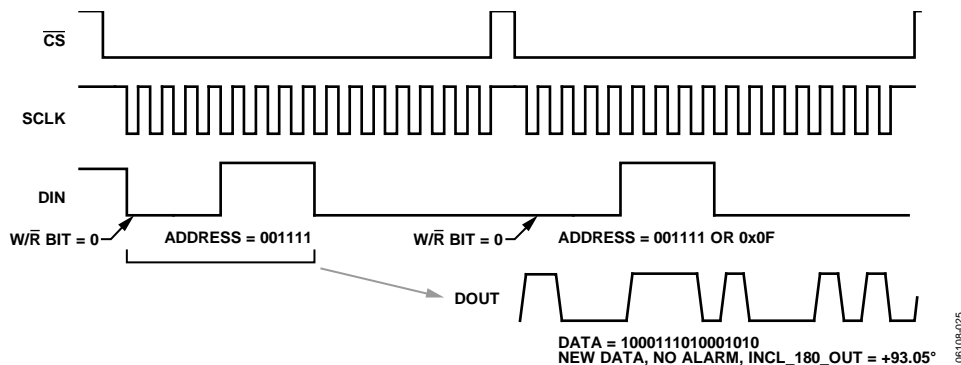 CS
SCLK
DIN
W/R BIT = 0
ADDRESS = 001111
W/R BIT = 0
ADDRESS = 001111 OR 0x0F
DOUT
DATA = 1000111010001010
NEW DATA, NO ALARM, INCL_180_OUT = +93.05°
06108-025